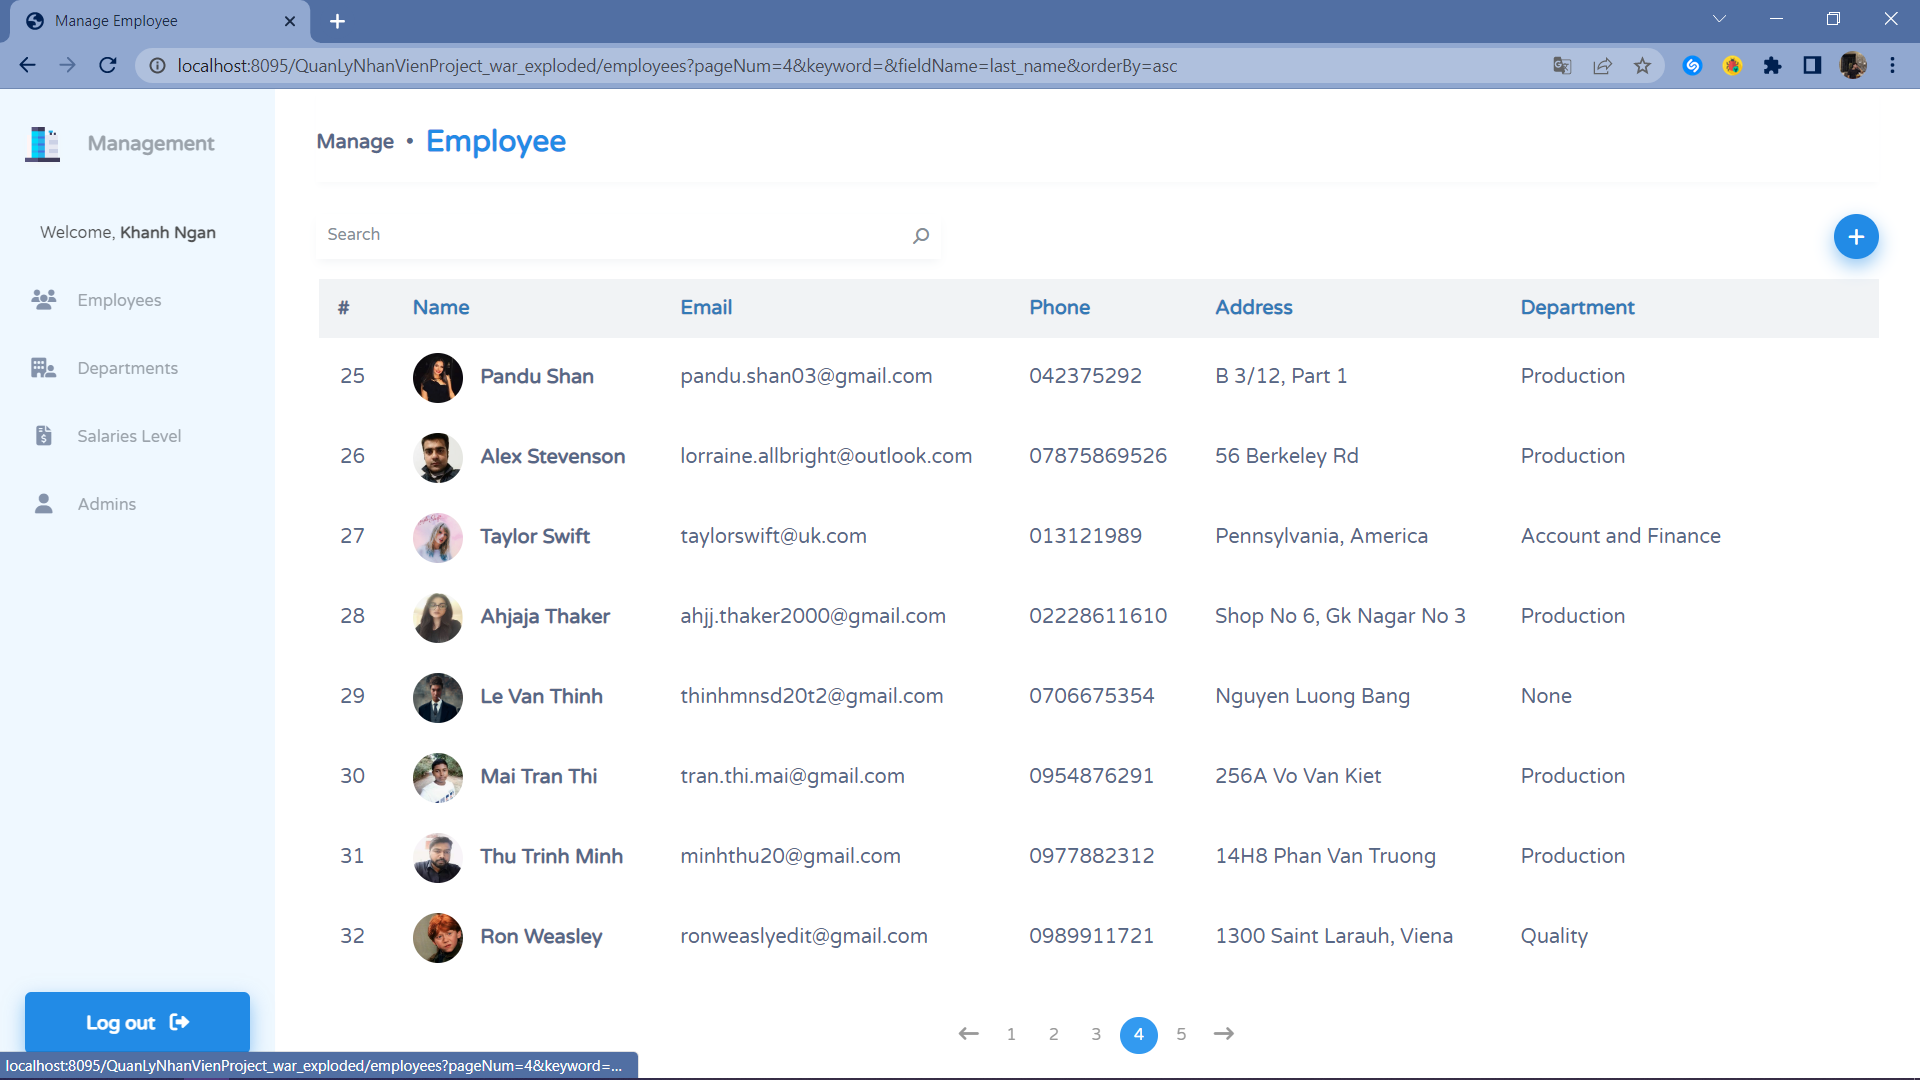 Manage Employee
localhost:8095/QuanLyNhanVienProject_war_exploded/employees?pageNum=4&keyword=&fieldName=last_name&orderBy=asc
Management
Manage • Employee
Welcome, Khanh Ngan
Search
Employees
Departments
Salaries Level
Admins
# Name Email Phone Address Department
25 Pandu Shan pandu.shan03@gmail.com 042375292 B 3/12, Part 1 Production
26 Alex Stevenson lorraine.allbright@outlook.com 07875869526 56 Berkeley Rd Production
27 Taylor Swift taylorswift@uk.com 013121989 Pennsylvania, America Account and Finance
28 Ahjaja Thaker ahjj.thaker2000@gmail.com 02228611610 Shop No 6, Gk Nagar No 3 Production
29 Le Van Thinh thinhmnsd20t2@gmail.com 0706675354 Nguyen Luong Bang None
30 Mai Tran Thi tran.thi.mai@gmail.com 0954876291 256A Vo Van Kiet Production
31 Thu Trinh Minh minhthu20@gmail.com 0977882312 14H8 Phan Van Truong Production
32 Ron Weasley ronweaslyedit@gmail.com 0989911721 1300 Saint Larauh, Viena Quality
Log out
1 2 3 4 5
localhost:8095/QuanLyNhanVienProject_war_exploded/employees?pageNum=4&keyword=...